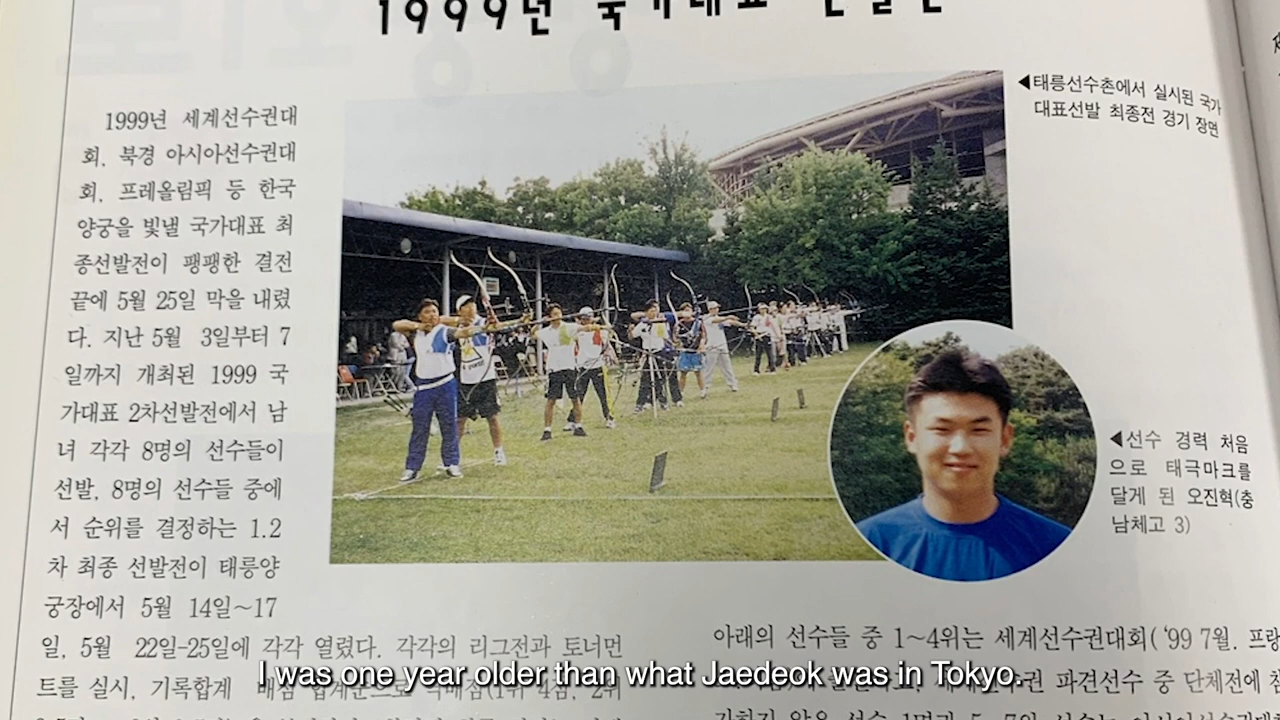 1999년 국가대표 선발전
1999년 세계선수권대
회, 북경 아시아선수권대
회, 프레올림픽 등 한국
양궁을 빛낼 국가대표 최
종선발전이 팽팽한 결전
끝에 5월 25일 막을 내렸
다. 지난 5월 3일부터 7
일까지 개최된 1999 국
가대표 2차선발전에서 남
녀 각각 8명의 선수들이
선발, 8명의 선수들 중에
서 순위를 결정하는 1.2
차 최종 선발전이 태릉양
궁장에서 5월 14일~17
일, 5월 22일-25일에 각각 열렸다. 각각의 리그전과 토너먼
트를 실시, 기록합계
◀태릉선수촌에서 실시된 국가
대표선발 최종전 경기 장면
◀선수 경력 처음
으로 태극마크를
달게 된 오진혁(충
남체고 3)
아래의 선수들 중 1~4위는 세계선수권대회( '99 7월. 프랑
파견선수 중 단체전에
I was one year older than what Jaedeok was in Tokyo.